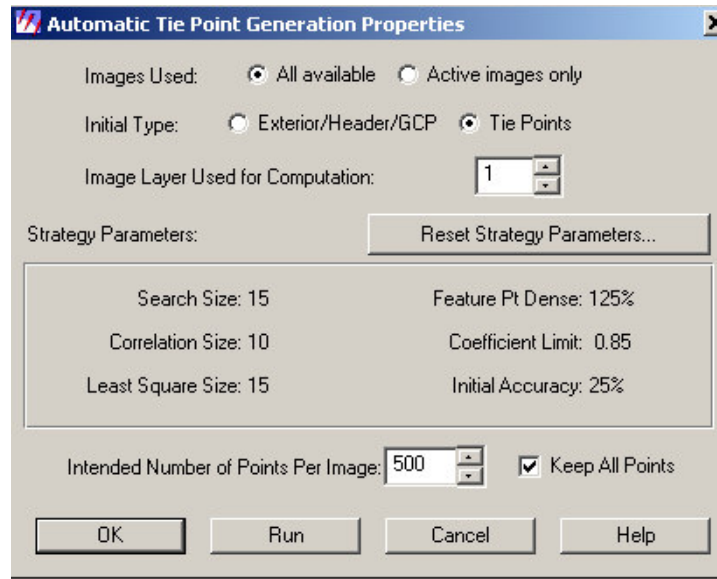 Automatic Tie Point Generation Properties
Images Used: All available Active images only
Initial Type: Exterior/Header/GCP Tie Points
Image Layer Used for Computation: 1
Strategy Parameters: Reset Strategy Parameters...
Search Size: 15 Feature Pt Dense: 125%
Correlation Size: 10 Coefficient Limit: 0.85
Least Square Size: 15 Initial Accuracy: 25%
Intended Number of Points Per Image: 500 Keep All Points
OK Run Cancel Help